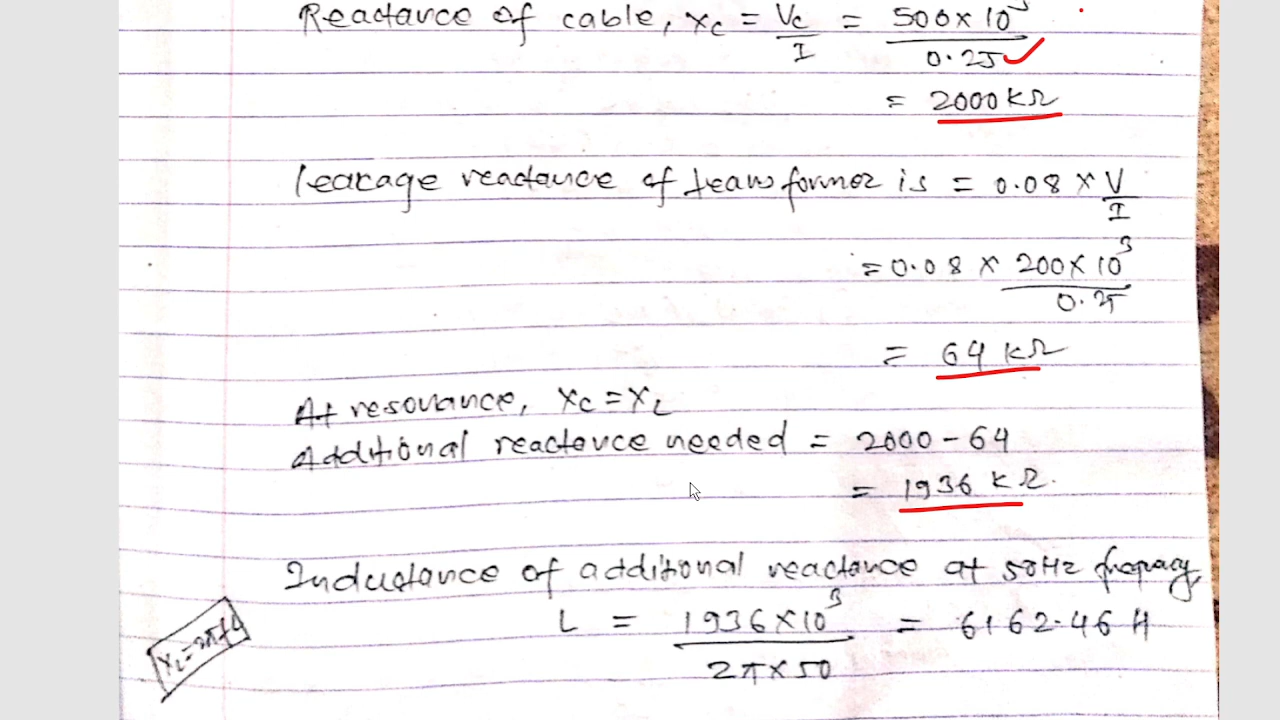 Reactance of cable, Xc = Vc/I = 500×10³/0.25
= 2000 KΩ
leakage reactance of transformer is = 0.08 × V/I
= 0.08 × 200×10³/0.25
= 64 KΩ
At resonance, Xc = XL
Additional reactance needed = 2000 - 64
= 1936 KΩ.
Inductance of additional reactance at 50Hz frequency
L = 1936×10³/2π×50 = 6162.46 H